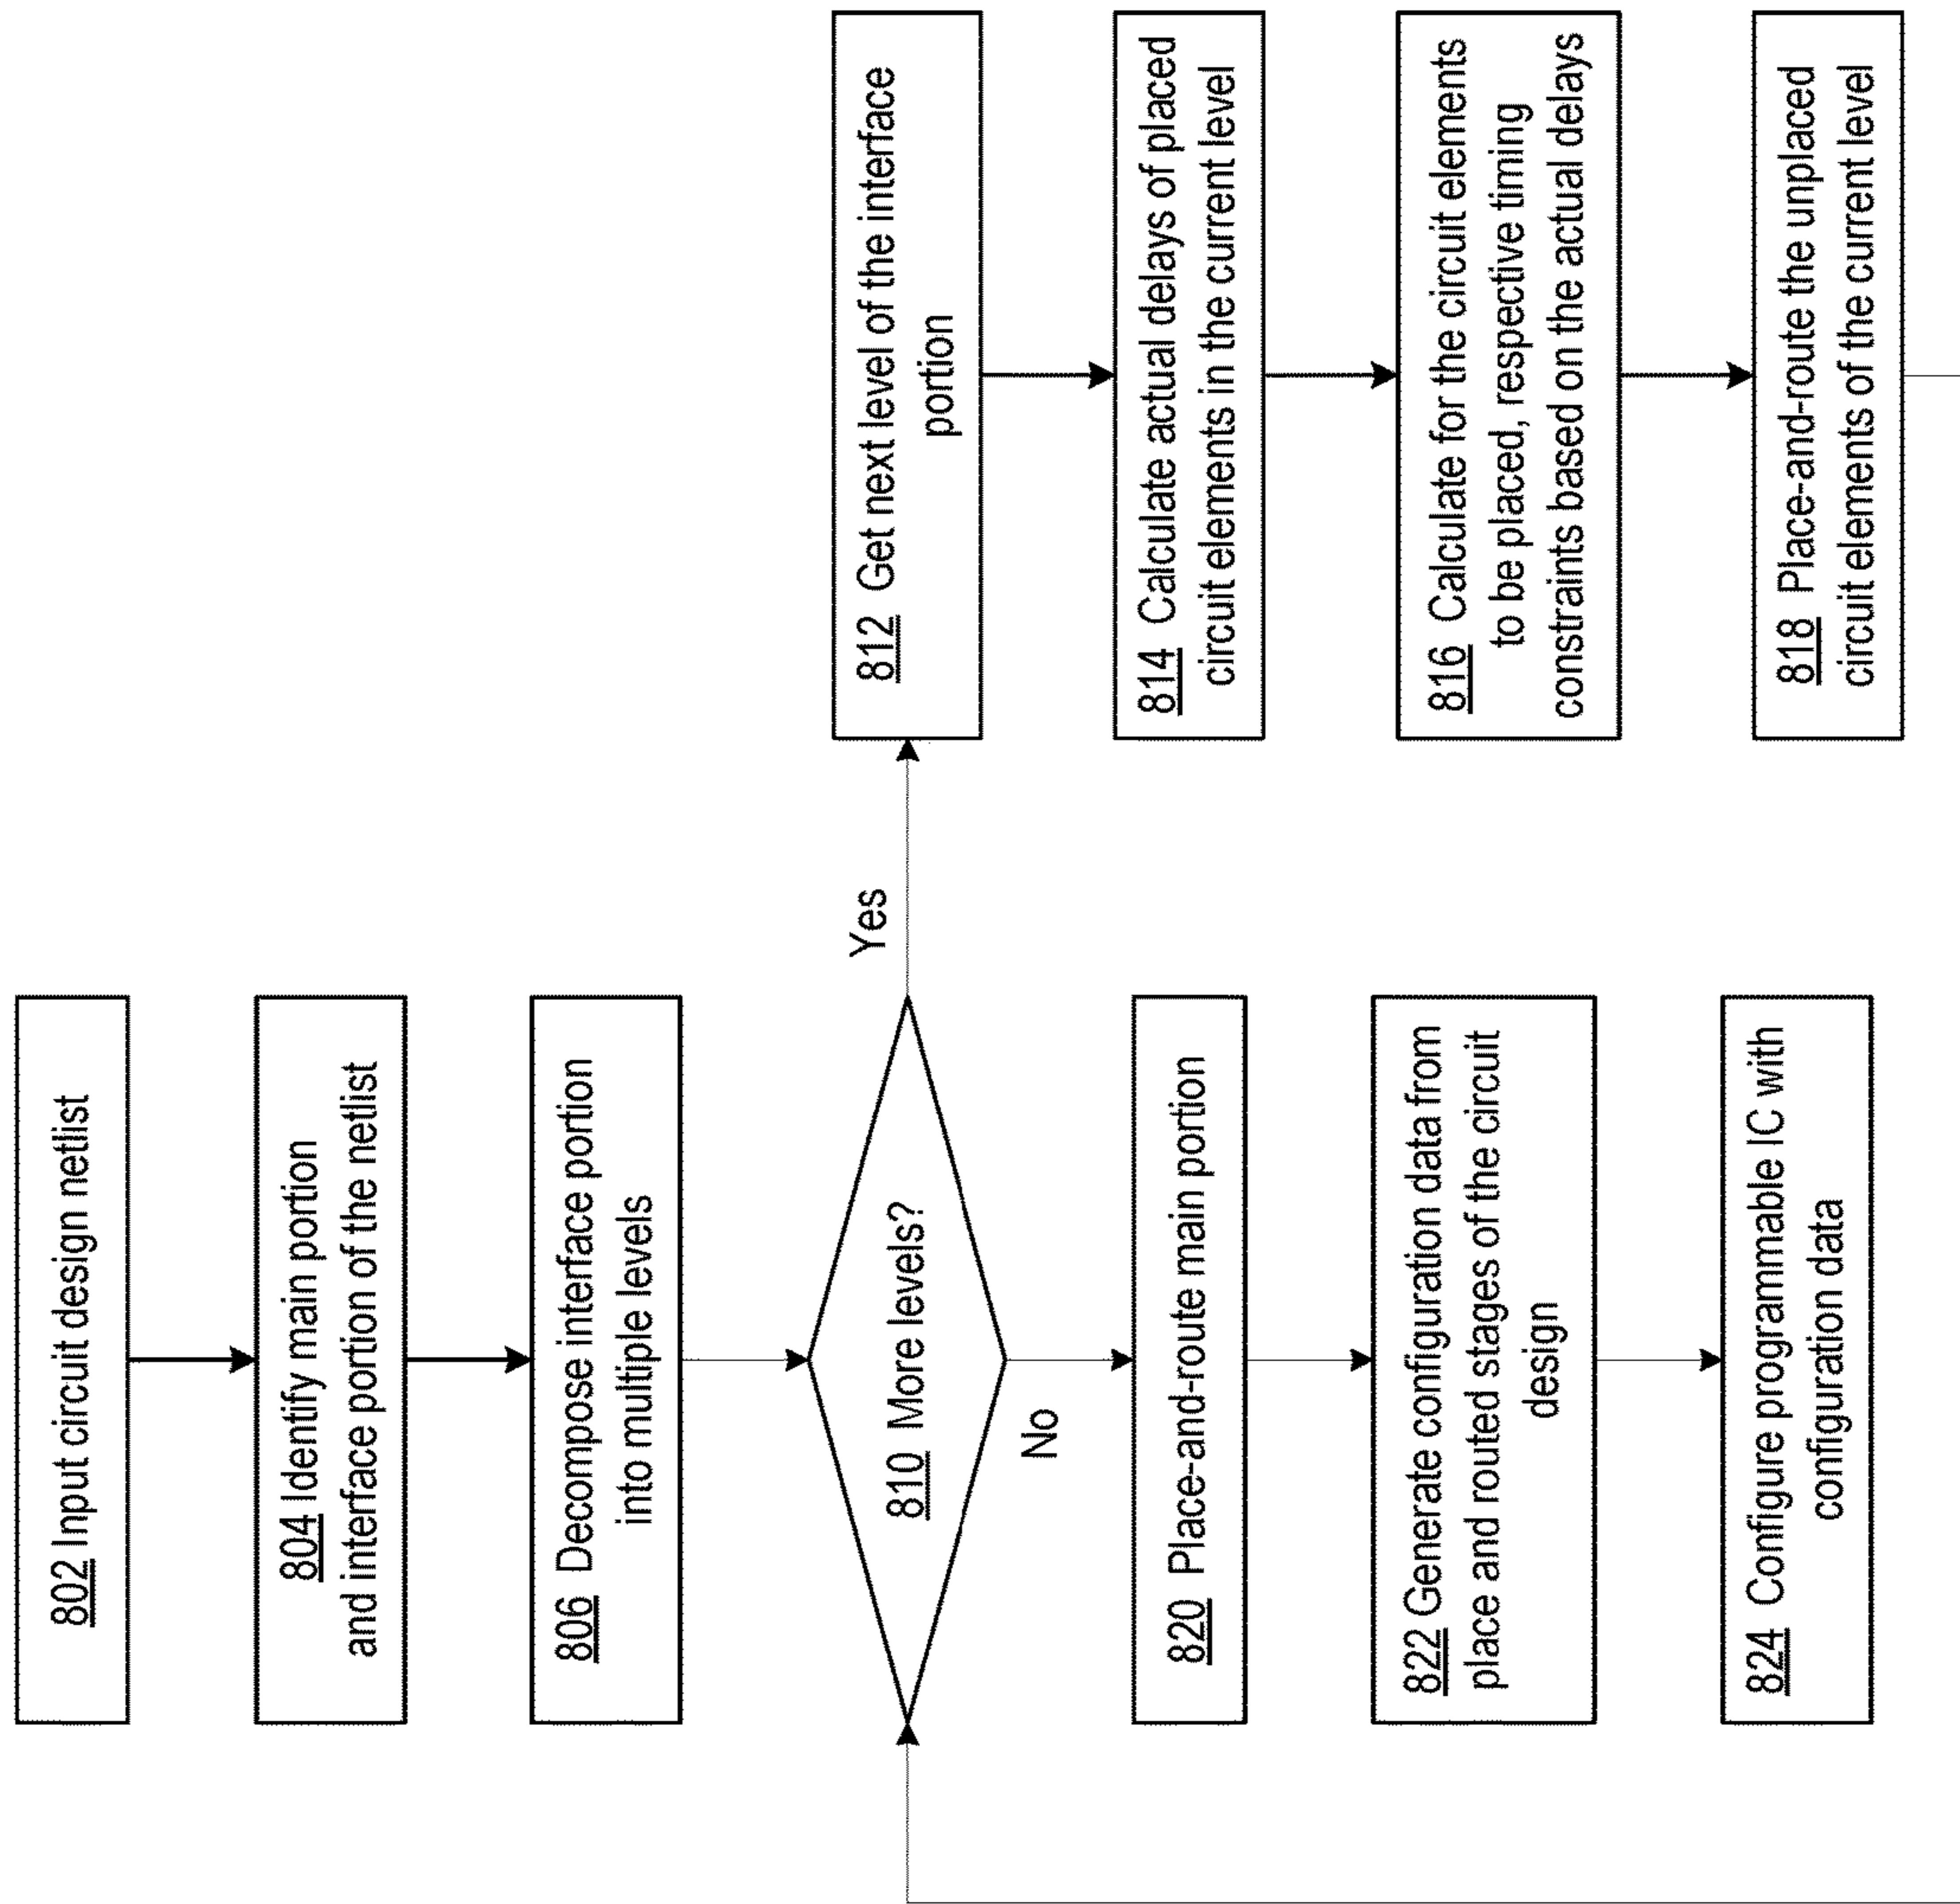 802 Input circuit design netlist
804 Identify main portion
and interface portion of the netlist
806 Decompose interface portion
into multiple levels
810 More levels?
Yes
No
812 Get next level of the interface
portion
814 Calculate actual delays of placed
circuit elements in the current level
816 Calculate for the circuit elements
to be placed, respective timing
constraints based on the actual delays
818 Place-and-route the unplaced
circuit elements of the current level
820 Place-and-route main portion
822 Generate configuration data from
place and routed stages of the circuit
design
824 Configure programmable IC with
configuration data